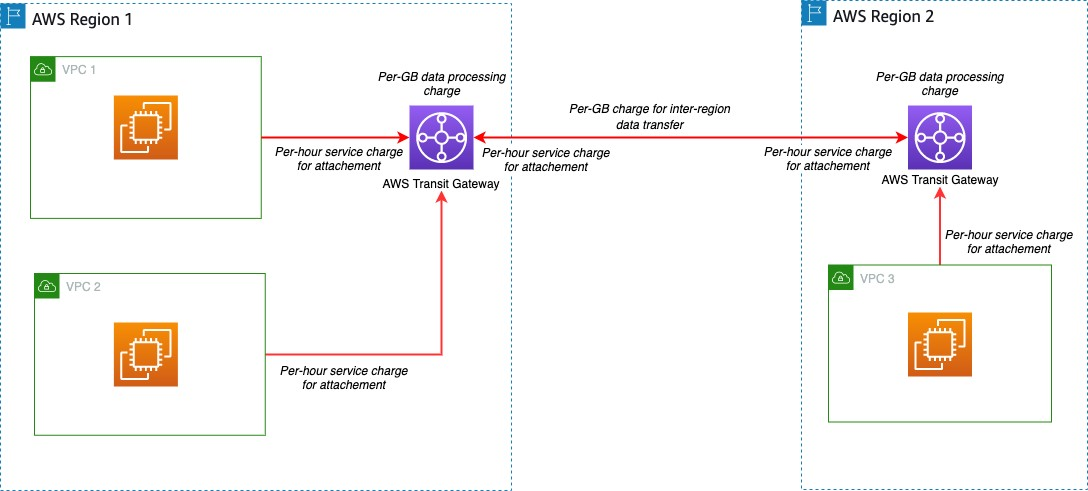 AWS Region 1
AWS Region 2
VPC 1
Per-GB data processing
charge
Per-GB charge for inter-region
data transfer
Per-GB data processing
charge
Per-hour service charge
for attachement
Per-hour service charge
for attachement
Per-hour service charge
for attachement
AWS Transit Gateway
AWS Transit Gateway
Per-hour service charge
for attachement
VPC 2
VPC 3
Per-hour service charge
for attachement